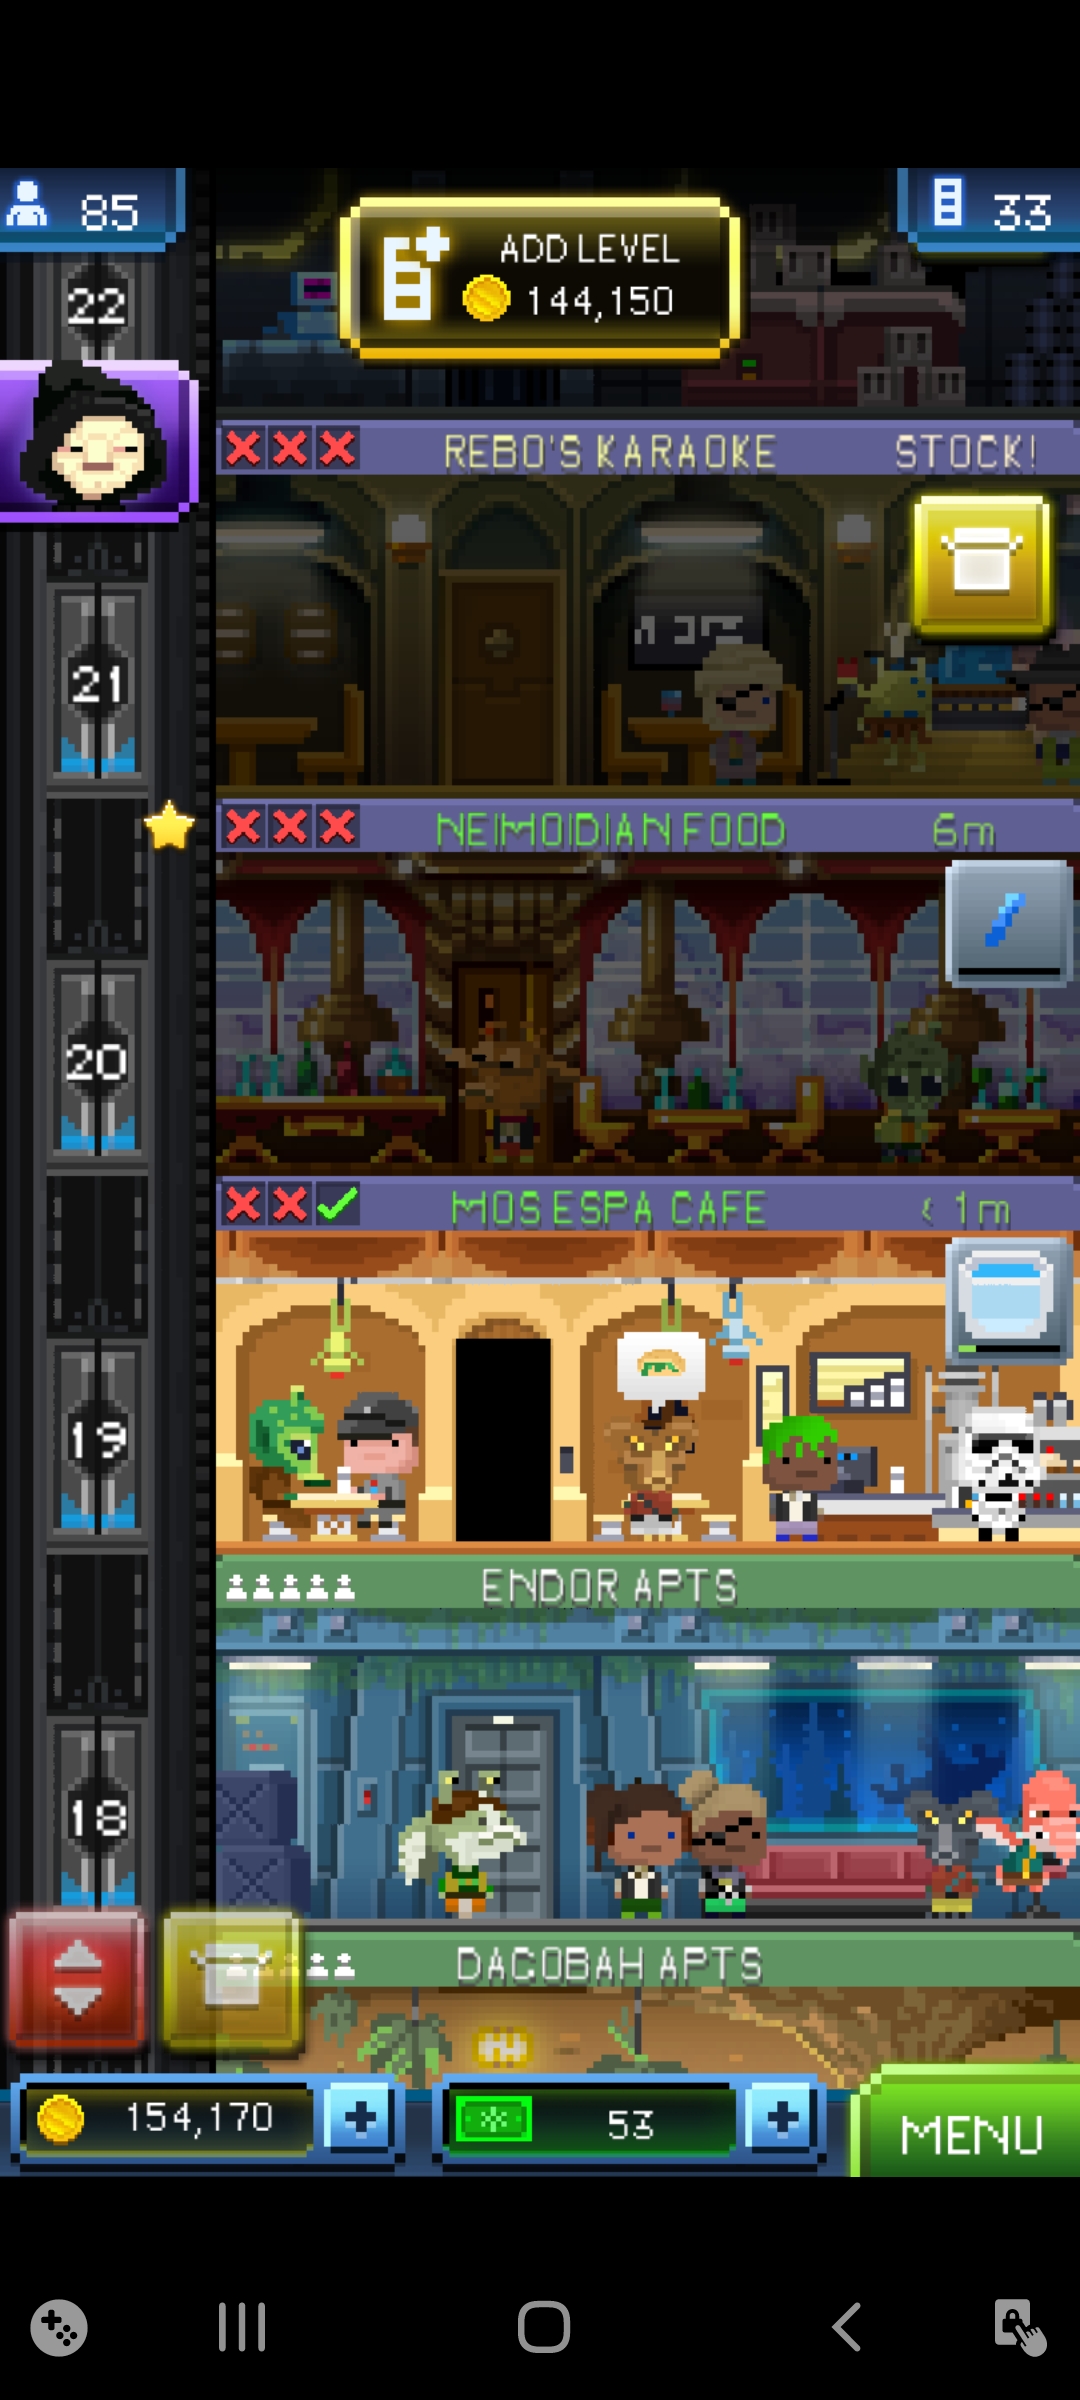 85
33
ADD LEVEL
144,150
22
REBO'S KARAOKE STOCK!
21
NEIMOIDIAN FOOD 6m
20
MOS ESPA CAFE < 1m
19
ENDOR APTS
18
DAGOBAH APTS
154,170
53
MENU